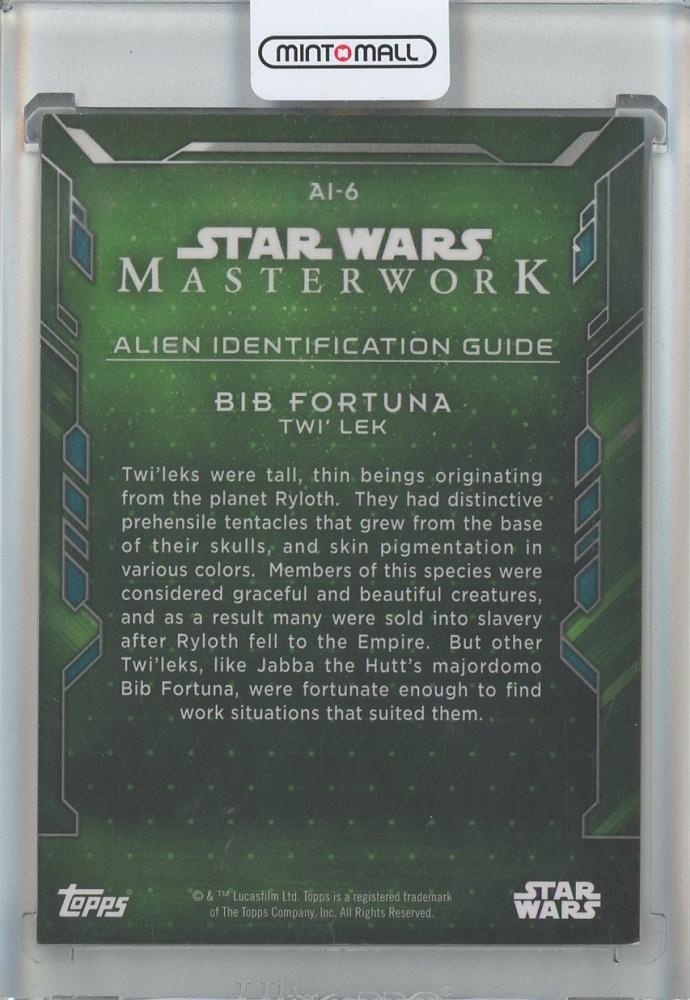 MINTOMALL
AI-6
STAR WARS
MASTERWORK
ALIEN IDENTIFICATION GUIDE
BIB FORTUNA
TWI' LEK
Twi'leks were tall, thin beings originating
from the planet Ryloth. They had distinctive
prehensile tentacles that grew from the base
of their skulls, and skin pigmentation in
various colors. Members of this species were
considered graceful and beautiful creatures,
and as a result many were sold into slavery
after Ryloth fell to the Empire. But other
Twi'leks, like Jabba the Hutt's majordomo
Bib Fortuna, were fortunate enough to find
work situations that suited them.
topps®
© & ™ Lucasfilm Ltd. Topps is a registered trademark
of The Topps Company, Inc. All Rights Reserved.
STAR
WARS